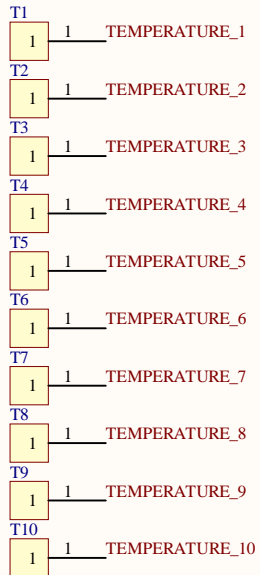 T1
1 1 TEMPERATURE_1
T2
1 1 TEMPERATURE_2
T3
1 1 TEMPERATURE_3
T4
1 1 TEMPERATURE_4
T5
1 1 TEMPERATURE_5
T6
1 1 TEMPERATURE_6
T7
1 1 TEMPERATURE_7
T8
1 1 TEMPERATURE_8
T9
1 1 TEMPERATURE_9
T10
1 1 TEMPERATURE_10